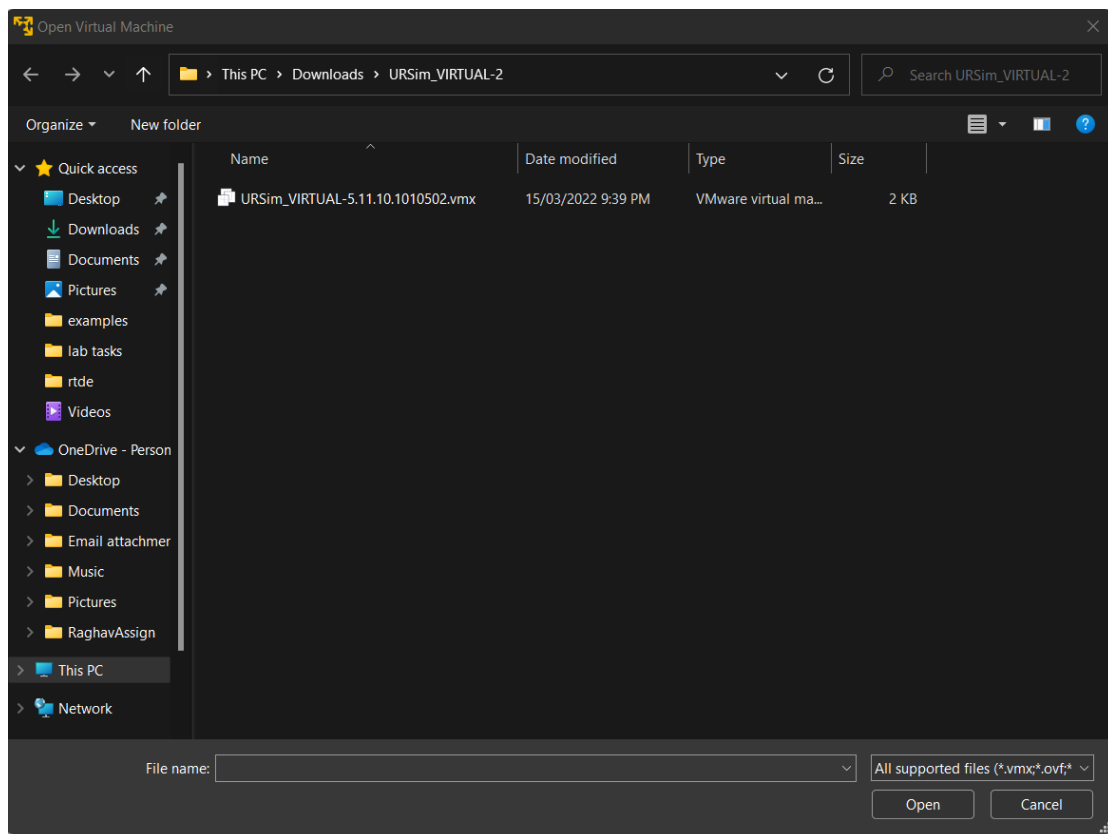 Open Virtual Machine
This PC > Downloads > URSim_VIRTUAL-2
Search URSim_VIRTUAL-2
Organize New folder
Name Date modified Type Size
URSim_VIRTUAL-5.11.10.1010502.vmx 15/03/2022 9:39 PM VMware virtual ma... 2 KB
Quick access
Desktop
Downloads
Documents
Pictures
examples
lab tasks
rtde
Videos
OneDrive - Person
Desktop
Documents
Email attachmer
Music
Pictures
RaghavAssign
This PC
Network
File name: All supported files (*.vmx;*.ovf;*
Open Cancel